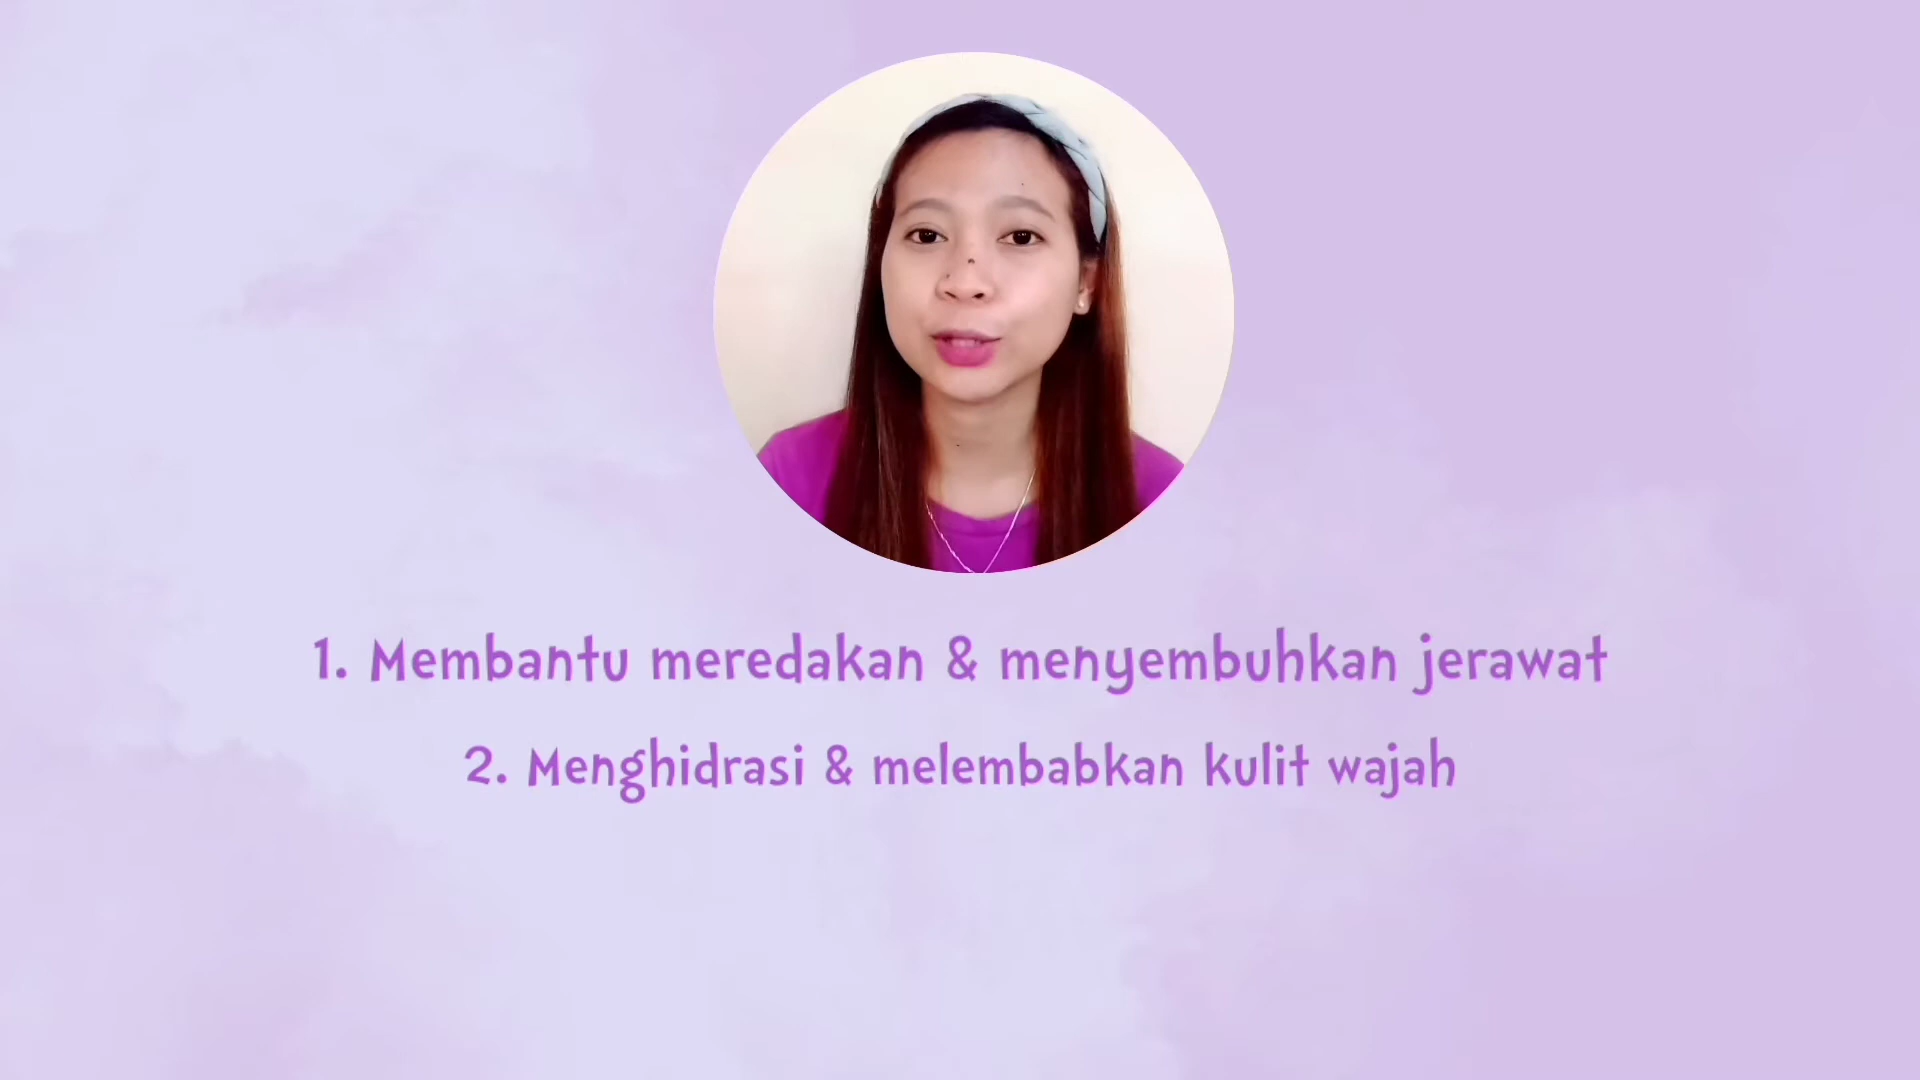 1. Membantu meredakan & menyembuhkan jerawat
2. Menghidrasi & melembabkan kulit wajah